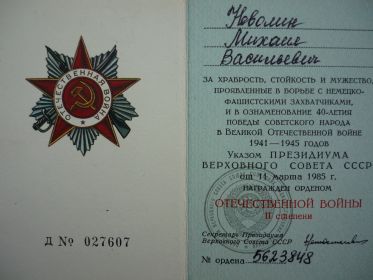 ОТЕЧЕСТВЕННАЯ ВОЙНА
Д № 027607
Неволин
Михаил
Васильевич
ЗА ХРАБРОСТЬ, СТОЙКОСТЬ И МУЖЕСТВО,
ПРОЯВЛЕННЫЕ В БОРЬБЕ С НЕМЕЦКО-
ФАШИСТСКИМИ ЗАХВАТЧИКАМИ,
И В ОЗНАМЕНОВАНИЕ 40-ЛЕТИЯ
ПОБЕДЫ СОВЕТСКОГО НАРОДА
В ВЕЛИКОЙ ОТЕЧЕСТВЕННОЙ ВОЙНЕ
1941—1945 ГОДОВ
Указом ПРЕЗИДИУМА
ВЕРХОВНОГО СОВЕТА СССР
от 11 марта 1985 г.
НАГРАЖДЕН ОРДЕНОМ
ОТЕЧЕСТВЕННОЙ ВОЙНЫ
II степени
Секретарь Президиума
Верховного Совета СССР
№ ордена 5623848